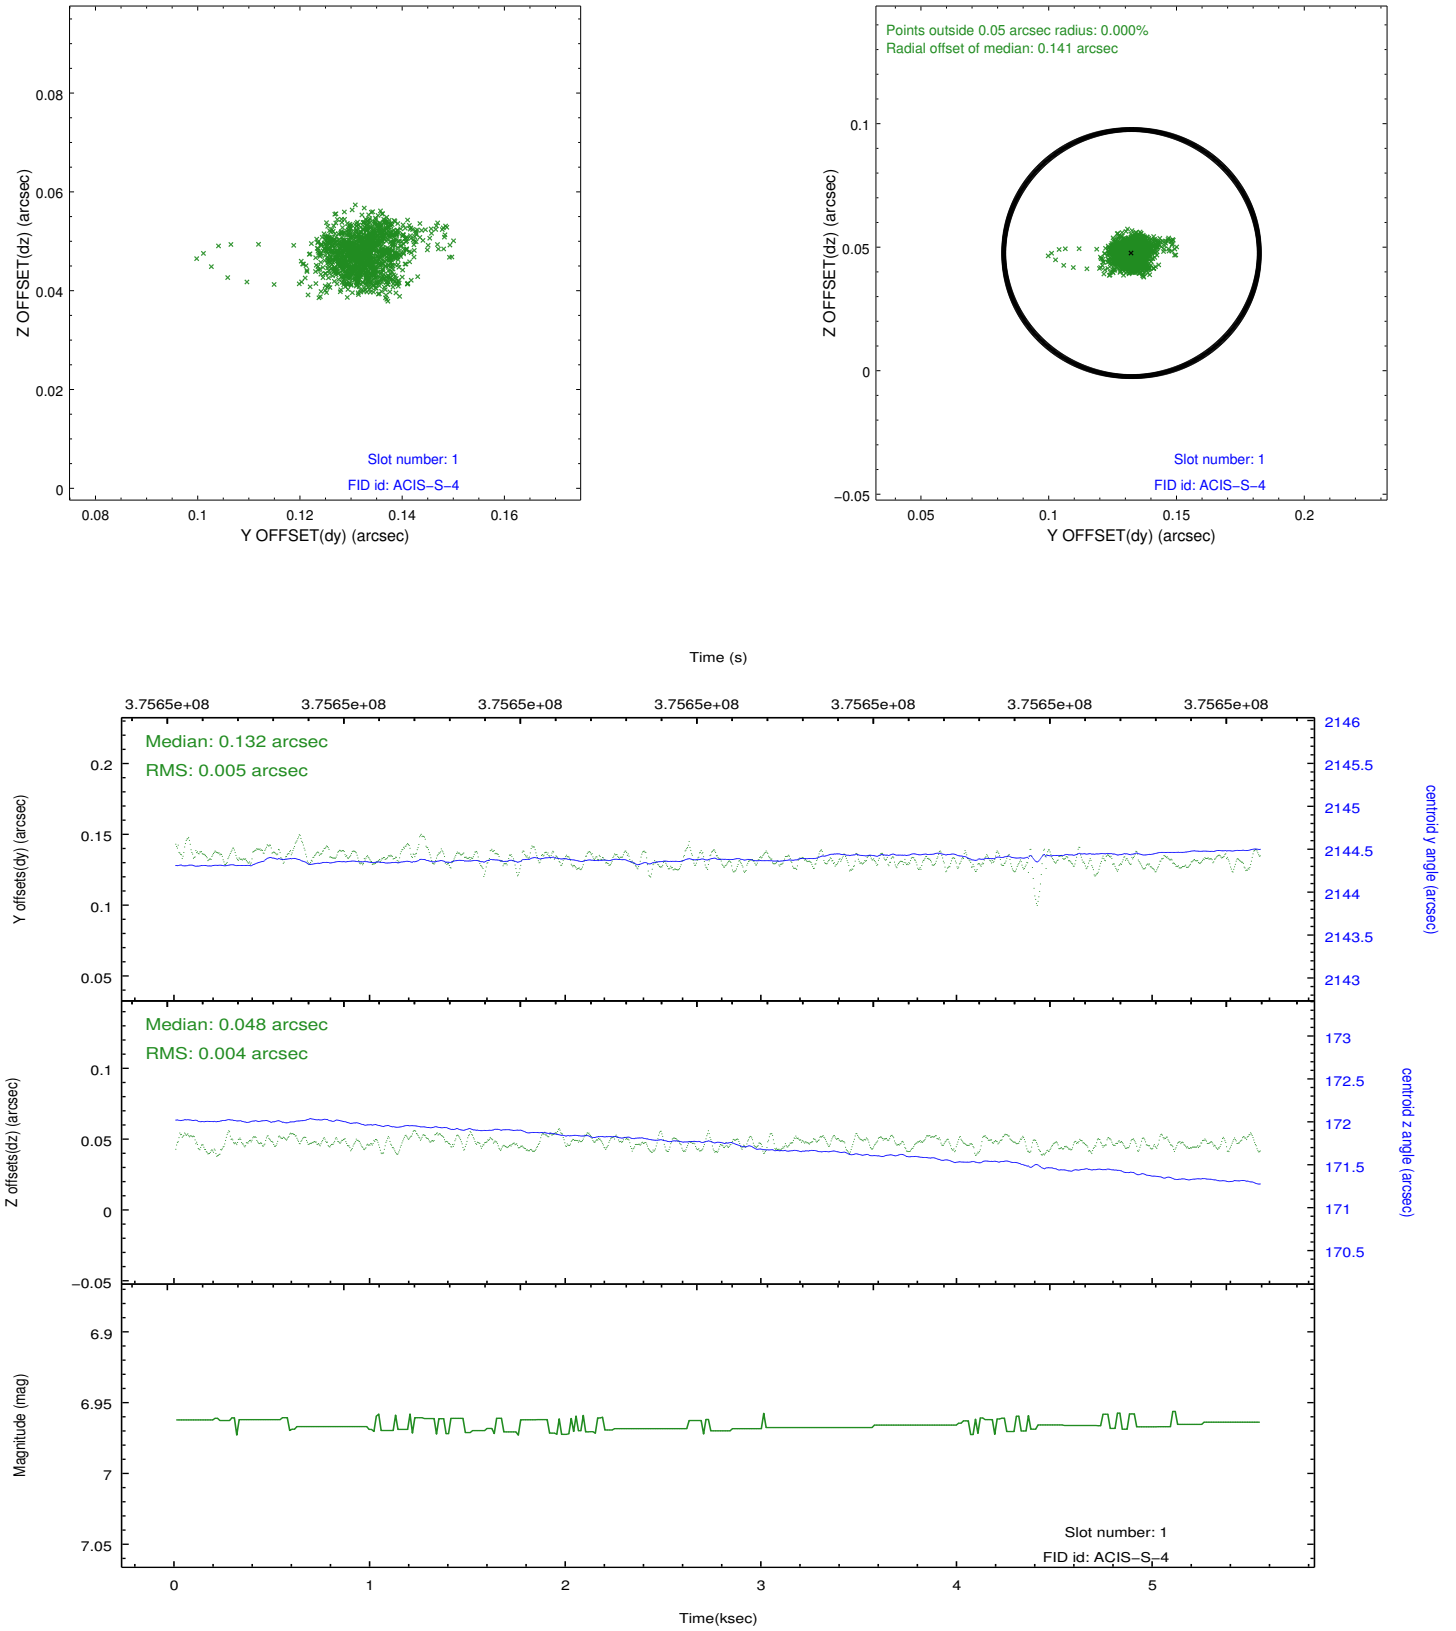 0.08
0.06
0.04
0.02
0
Z OFFSET(dz) (arcsec)
0.08 0.1 0.12 0.14 0.16
Y OFFSET(dy) (arcsec)
Slot number: 1
FID id: ACIS−S−4
Points outside 0.05 arcsec radius: 0.000%
Radial offset of median: 0.141 arcsec
0.1
0.05
0
−0.05
Z OFFSET(dz) (arcsec)
0.05 0.1 0.15 0.2
Y OFFSET(dy) (arcsec)
Slot number: 1
FID id: ACIS−S−4
Time (s)
3.7565e+08 3.7565e+08 3.7565e+08 3.7565e+08 3.7565e+08 3.7565e+08 3.7565e+08
Median: 0.132 arcsec
RMS: 0.005 arcsec
0.2
0.15
0.1
0.05
Y offsets(dy) (arcsec)
2146
2145.5
2145
2144.5
2144
2143.5
2143
centroid y angle (arcsec)
Median: 0.048 arcsec
RMS: 0.004 arcsec
0.1
0.05
0
−0.05
Z offsets(dz) (arcsec)
173
172.5
172
171.5
171
170.5
centroid z angle (arcsec)
6.9
6.95
7
7.05
Magnitude (mag)
Slot number: 1
FID id: ACIS−S−4
0 1 2 3 4 5
Time(ksec)